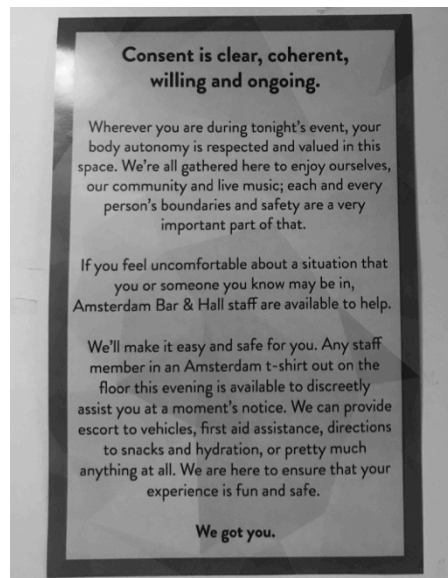 Consent is clear, coherent,
willing and ongoing.
Wherever you are during tonight's event, your
body autonomy is respected and valued in this
space. We're all gathered here to enjoy ourselves,
our community and live music; each and every
person's boundaries and safety are a very
important part of that.
If you feel uncomfortable about a situation that
you or someone you know may be in,
Amsterdam Bar & Hall staff are available to help.
We'll make it easy and safe for you. Any staff
member in an Amsterdam t-shirt out on the
floor this evening is available to discreetly
assist you at a moment's notice. We can provide
escort to vehicles, first aid assistance, directions
to snacks and hydration, or pretty much
anything at all. We are here to ensure that your
experience is fun and safe.
We got you.